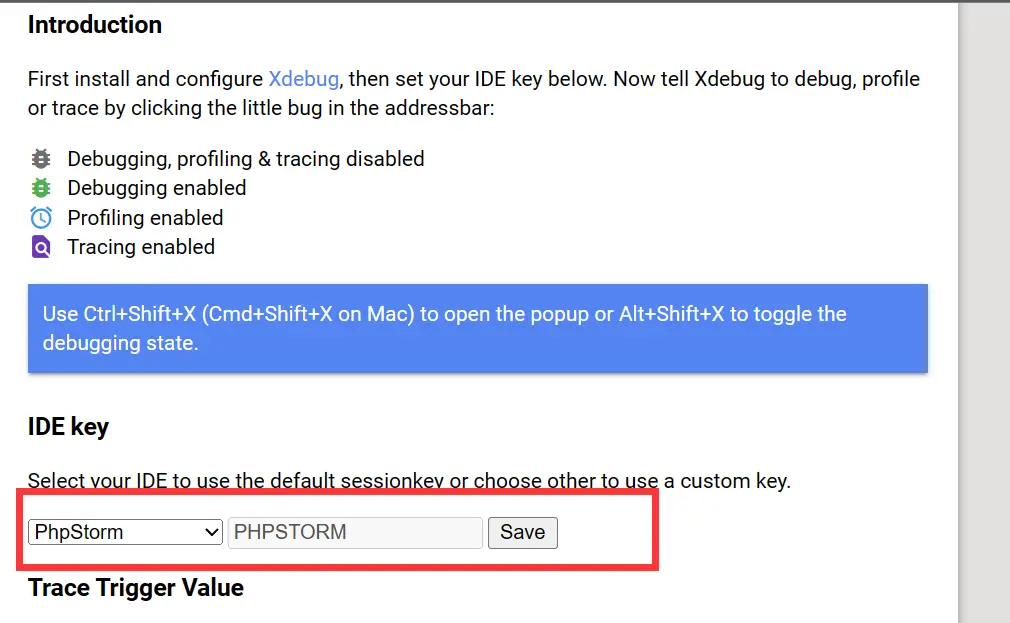 Introduction
First install and configure Xdebug, then set your IDE key below. Now tell Xdebug to debug, profile
or trace by clicking the little bug in the addressbar:
Debugging, profiling & tracing disabled
Debugging enabled
Profiling enabled
Tracing enabled
Use Ctrl+Shift+X (Cmd+Shift+X on Mac) to open the popup or Alt+Shift+X to toggle the
debugging state.
IDE key
Select your IDE to use the default sessionkey or choose other to use a custom key.
PhpStorm PHPSTORM Save
Trace Trigger Value